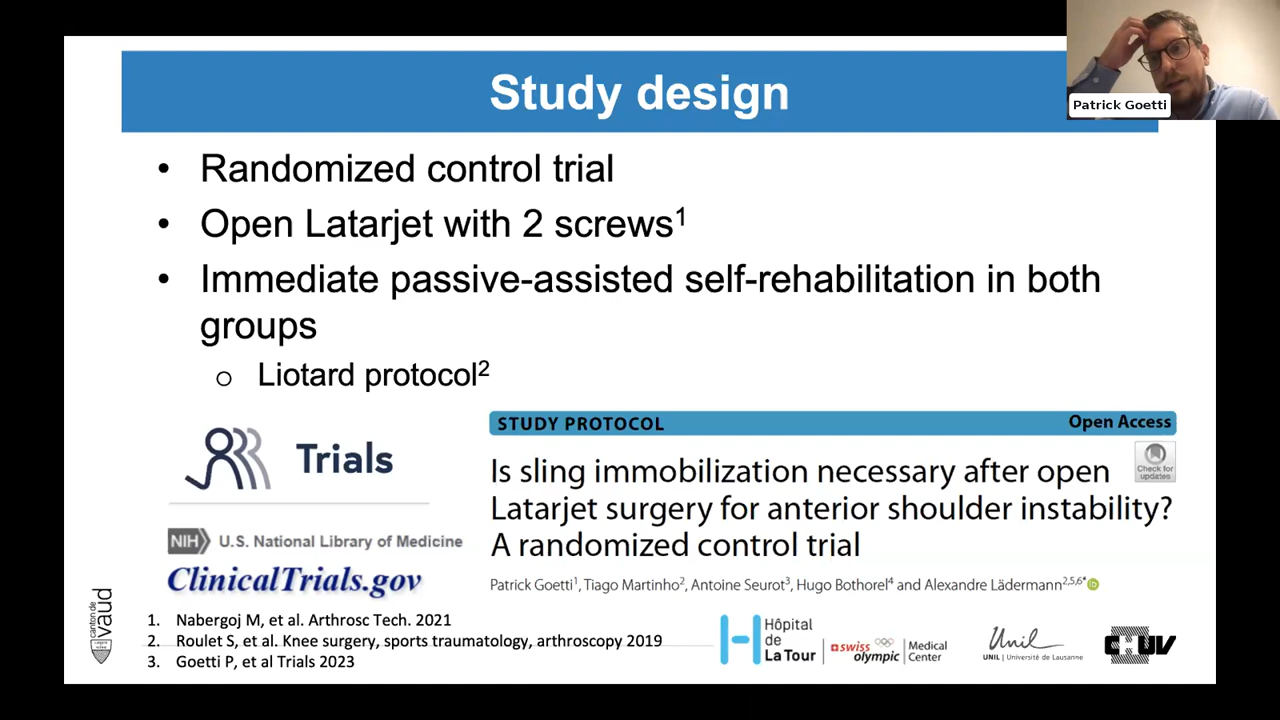 Study design
Patrick Goetti
• Randomized control trial
• Open Latarjet with 2 screws1
• Immediate passive-assisted self-rehabilitation in both
groups
o Liotard protocol2
Trials
NIH U.S. National Library of Medicine
ClinicalTrials.gov
STUDY PROTOCOL Open Access
Check for
updates
Is sling immobilization necessary after open
Latarjet surgery for anterior shoulder instability?
A randomized control trial
Patrick Goetti1, Tiago Martinho2, Antoine Seurot3, Hugo Bothorel4 and Alexandre Lädermann2,5,6*
canton de
vaud
1. Nabergoj M, et al. Arthrosc Tech. 2021
2. Roulet S, et al. Knee surgery, sports traumatology, arthroscopy 2019
3. Goetti P, et al Trials 2023
Hôpital
de
La Tour
swiss
olympic
Medical
Center
Unil
UNIL | Université de Lausanne
CHUV